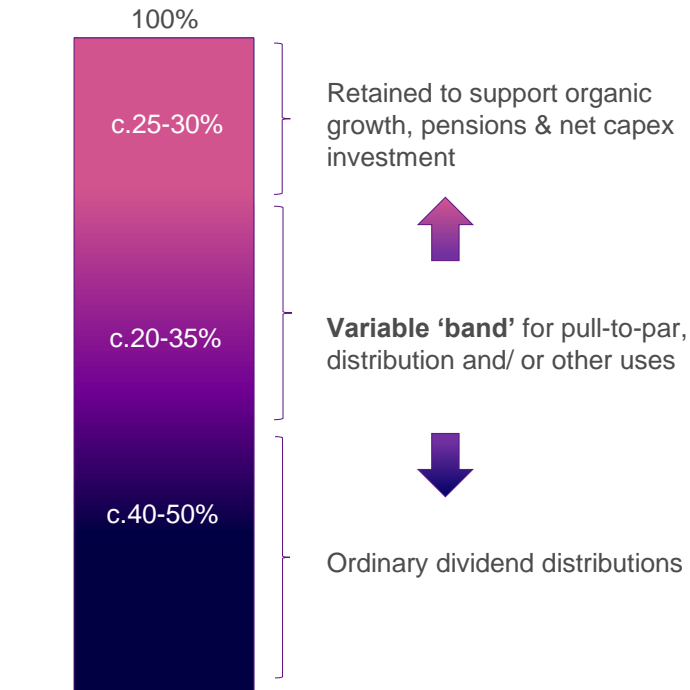 100%
c.25-30%
Retained to support organic
growth, pensions & net capex
investment
c.20-35%
Variable ‘band’ for pull-to-par,
distribution and/ or other uses
c.40-50%
Ordinary dividend distributions